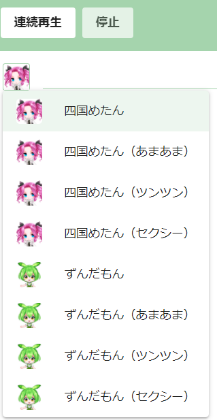 連続再生
停止
四国めたん
四国めたん（あまあま）
四国めたん（ツンツン）
四国めたん（セクシー）
ずんだもん
ずんだもん（あまあま）
ずんだもん（ツンツン）
ずんだもん（セクシー）